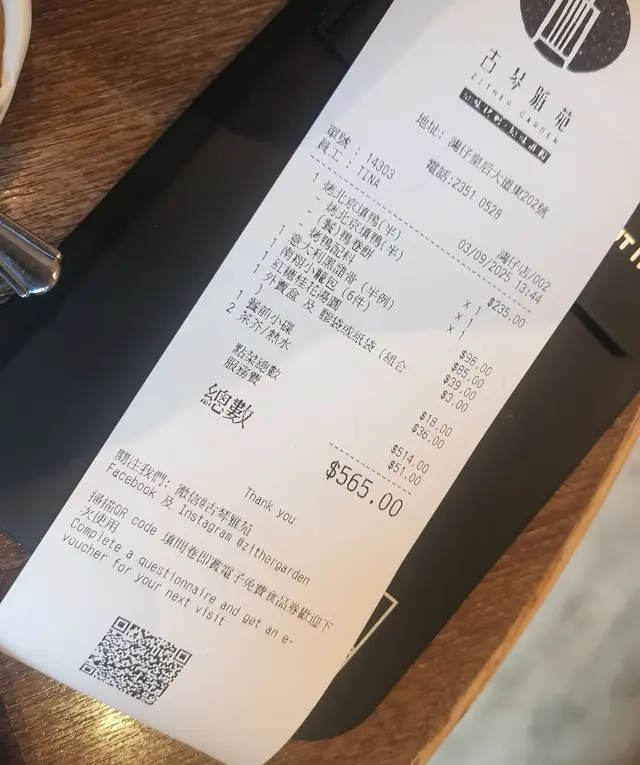 古琴雅苑
ZITHER GARDEN
地址: 灣仔皇后大道東202號
電話:2351 0528
單號 : 14303
員工 : TINA
灣仔店/002
03/09/2025 13:44
1 烤北京填鴨(半) $235.00
- 烤北京填鴨(半) x 1
- (餐)鴨卷餅 x 1
- 烤鴨配料 x 1
1 意大利黑醋骨 (半例) $98.00
1 南翔小籠包 (6件) $85.00
1 紅糖桂花湯圓 $39.00
1 外賣盒 及 膠袋或紙袋 (組合 $3.00
)
1 餐前小碟 $18.00
2 茶芥/熱水 $36.00
點菜總數 $514.00
服務費 $51.00
總數 $565.00
Thank you
關注我們: 微信@古琴雅苑
Facebook 及 Instagram @zithergarden
掃描QR code 填問卷即獲電子免費食品券歡迎下
次使用
Complete a questionnaire and get an e-
voucher for your next visit